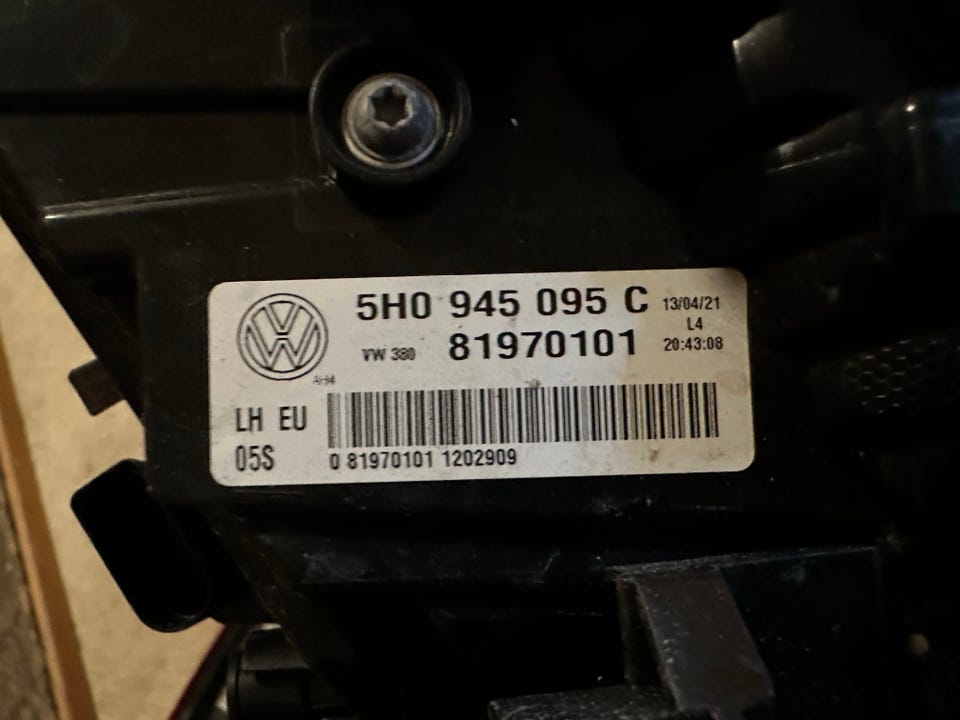 5H0 945 095 C 13/04/21
L4
VW 380 81970101 20:43:08
LH EU
05S
0 81970101 1202909